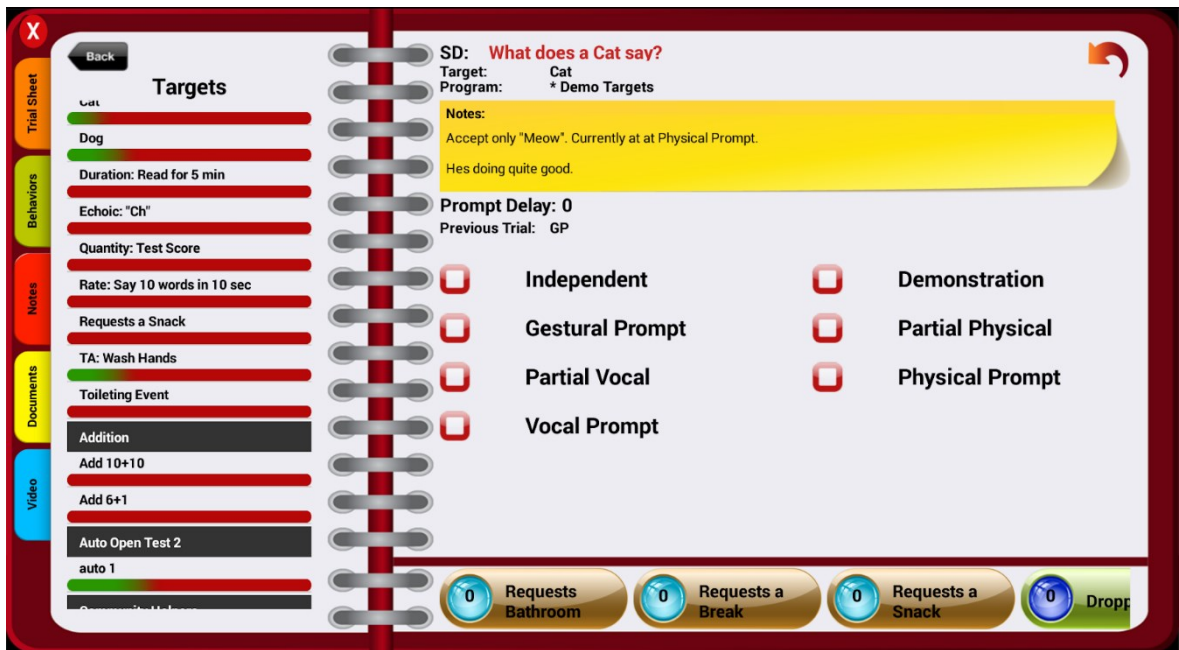 X
Trial Sheet
Behaviors
Notes
Documents
Video
Back
Targets
Cat
Dog
Duration: Read for 5 min
Echoic: "Ch"
Quantity: Test Score
Rate: Say 10 words in 10 sec
Requests a Snack
TA: Wash Hands
Toileting Event
Addition
Add 10+10
Add 6+1
Auto Open Test 2
auto 1
SD: What does a Cat say?
Target: Cat
Program: * Demo Targets
Notes:
Accept only "Meow". Currently at at Physical Prompt.
Hes doing quite good.
Prompt Delay: 0
Previous Trial: GP
Independent
Demonstration
Gestural Prompt
Partial Physical
Partial Vocal
Physical Prompt
Vocal Prompt
0 Requests
Bathroom
0 Requests a
Break
0 Requests a
Snack
0 Dropp